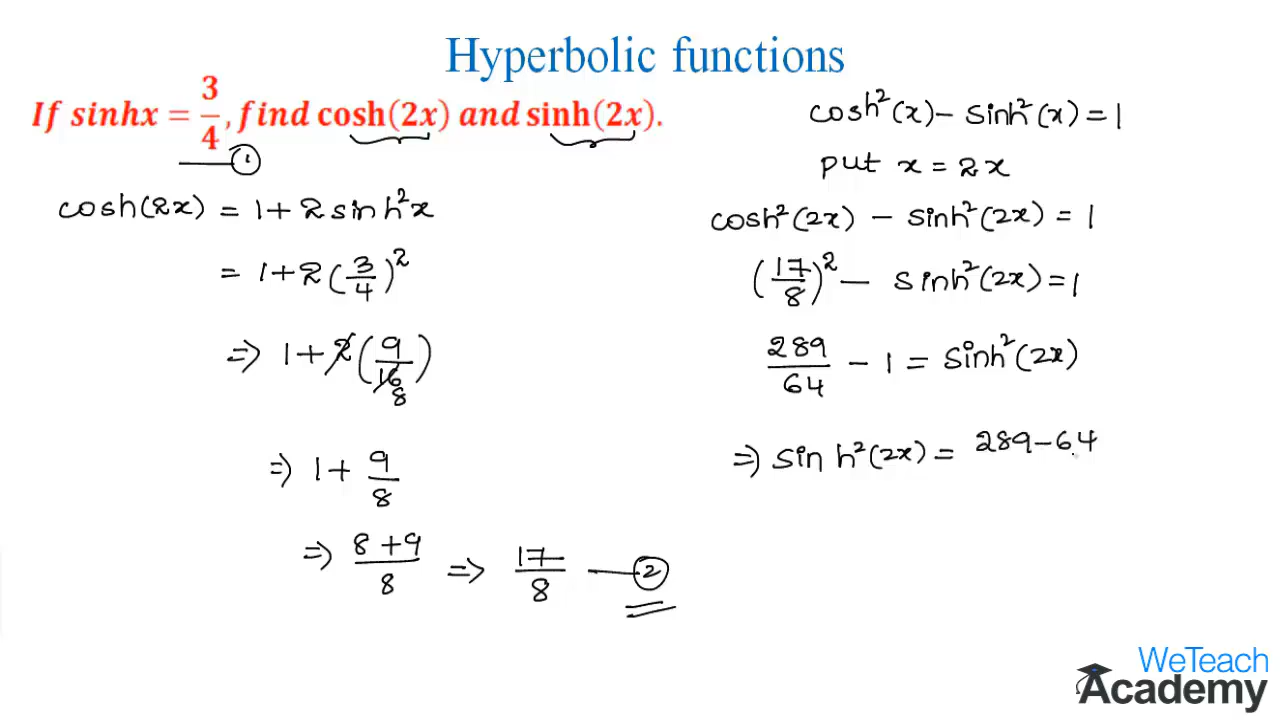 Hyperbolic functions
If sinhx = 3/4, find cosh(2x) and sinh(2x).
①
cosh(2x) = 1 + 2 sinh²x
= 1 + 2 (3/4)²
⇒ 1 + 2 (9/16)
8
⇒ 1 + 9/8
⇒ 8 + 9/8 ⇒ 17/8 — ②
cosh²(x) – sinh²(x) = 1
put x = 2x
cosh²(2x) – sinh²(2x) = 1
(17/8)² – sinh²(2x) = 1
289/64 – 1 = sinh²(2x)
⇒ sinh²(2x) = 289 – 64
WeTeach
Academy